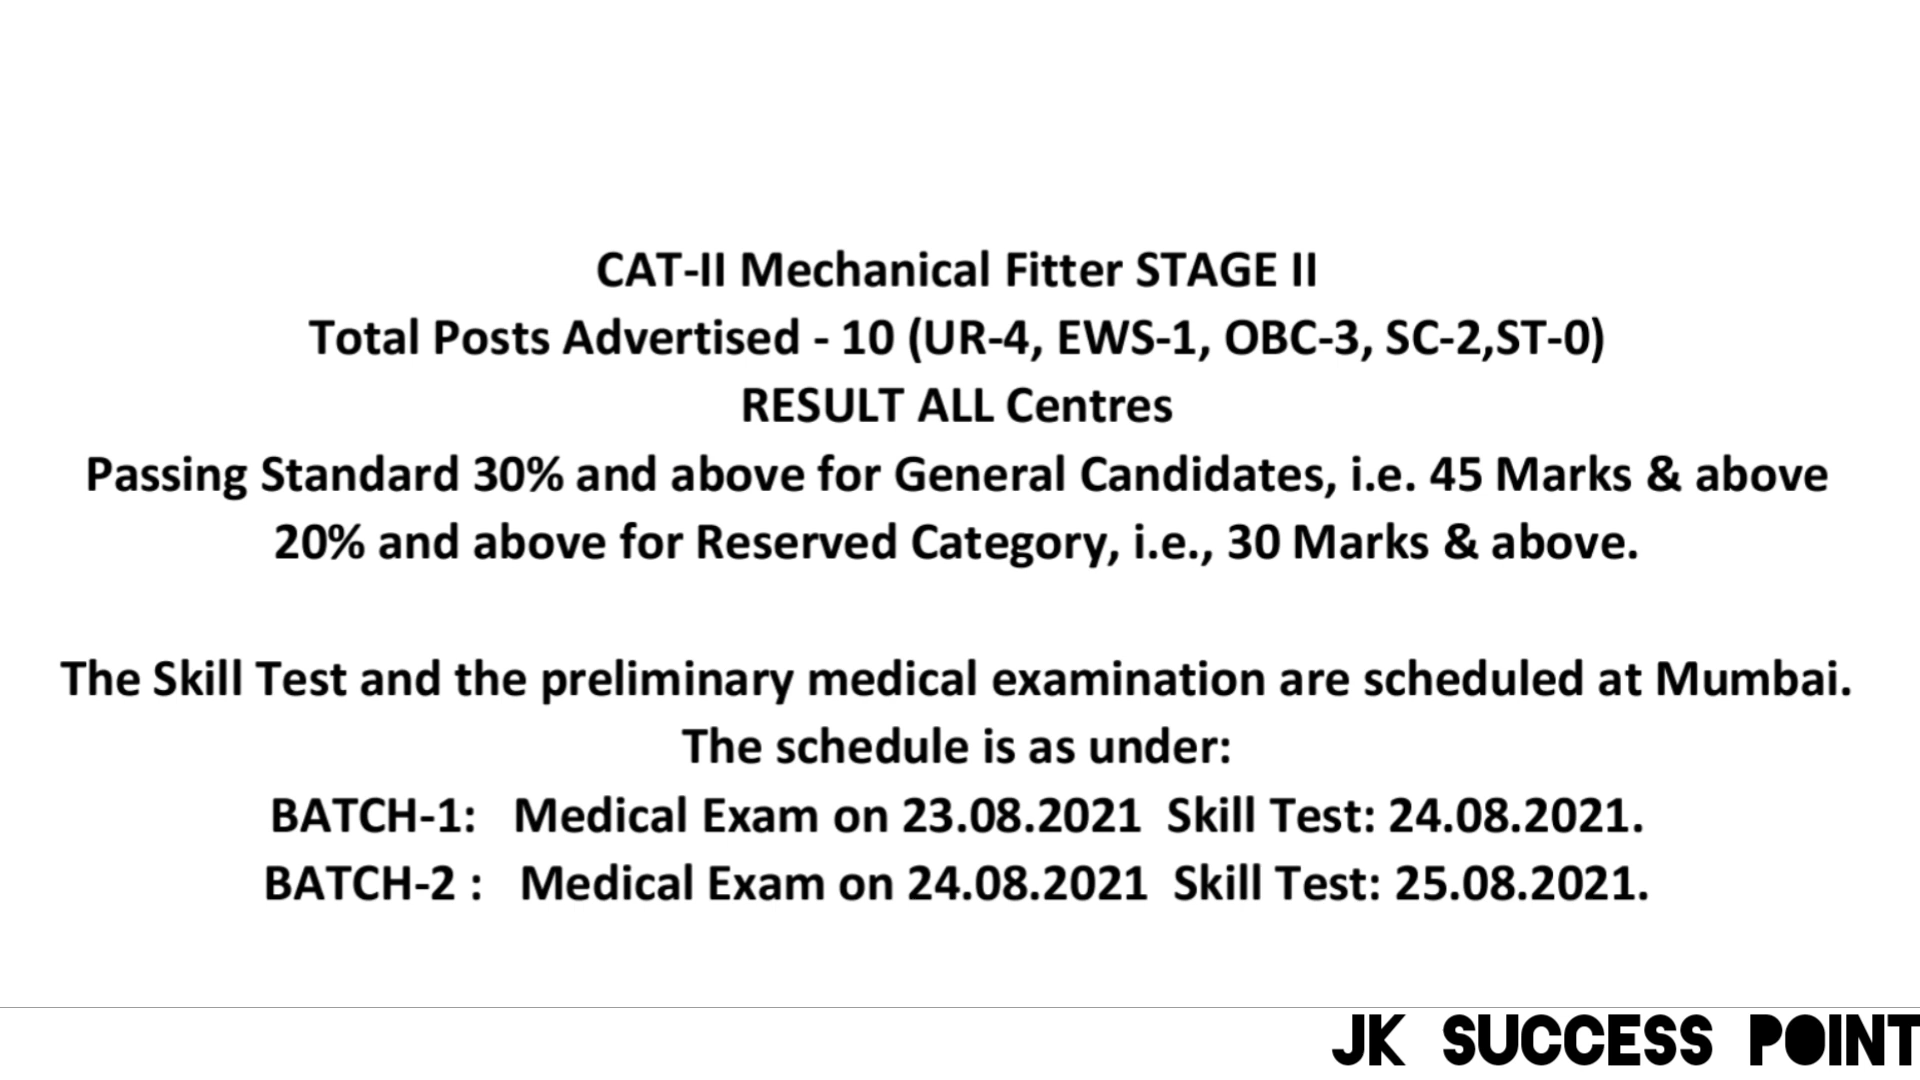 CAT-II Mechanical Fitter STAGE II
Total Posts Advertised - 10 (UR-4, EWS-1, OBC-3, SC-2,ST-0)
RESULT ALL Centres
Passing Standard 30% and above for General Candidates, i.e. 45 Marks & above
20% and above for Reserved Category, i.e., 30 Marks & above.
The Skill Test and the preliminary medical examination are scheduled at Mumbai.
The schedule is as under:
BATCH-1: Medical Exam on 23.08.2021 Skill Test: 24.08.2021.
BATCH-2 : Medical Exam on 24.08.2021 Skill Test: 25.08.2021.
JK SUCCESS POINT